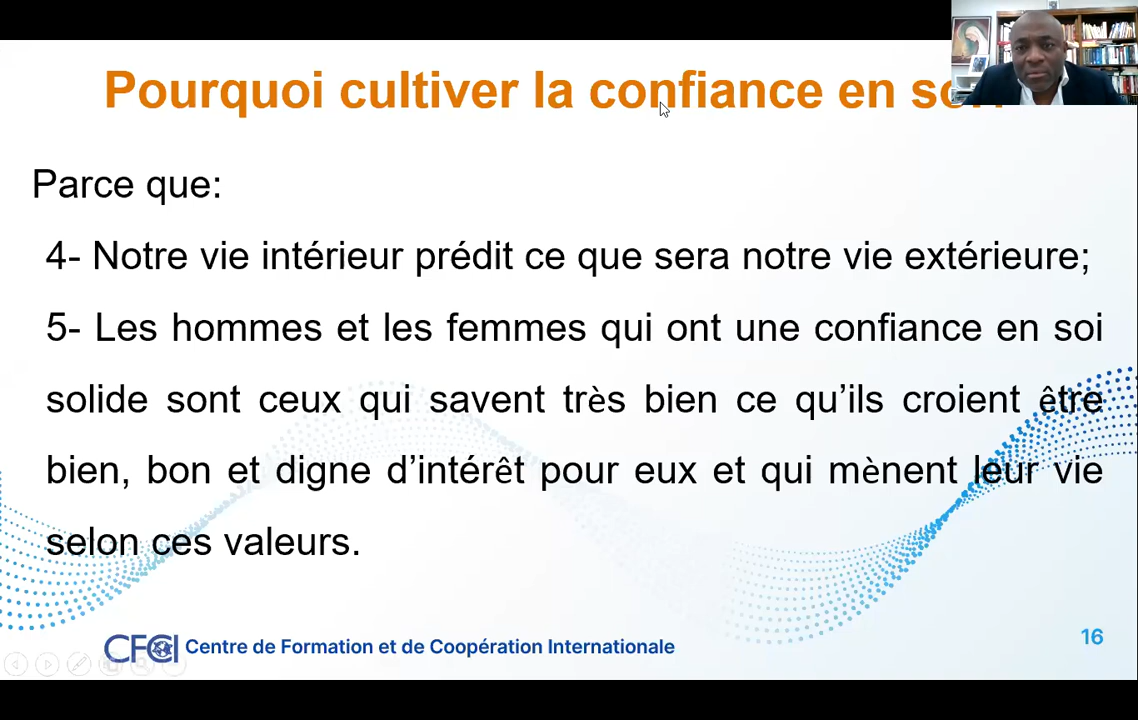 Pourquoi cultiver la confiance en
Parce que:
4- Notre vie intérieur prédit ce que sera notre vie extérieure;
5- Les hommes et les femmes qui ont une confiance en soi
solide sont ceux qui savent très bien ce qu’ils croient être
bien, bon et digne d’intérêt pour eux et qui mènent leur vie
selon ces valeurs.
CFCI Centre de Formation et de Coopération Internationale
16